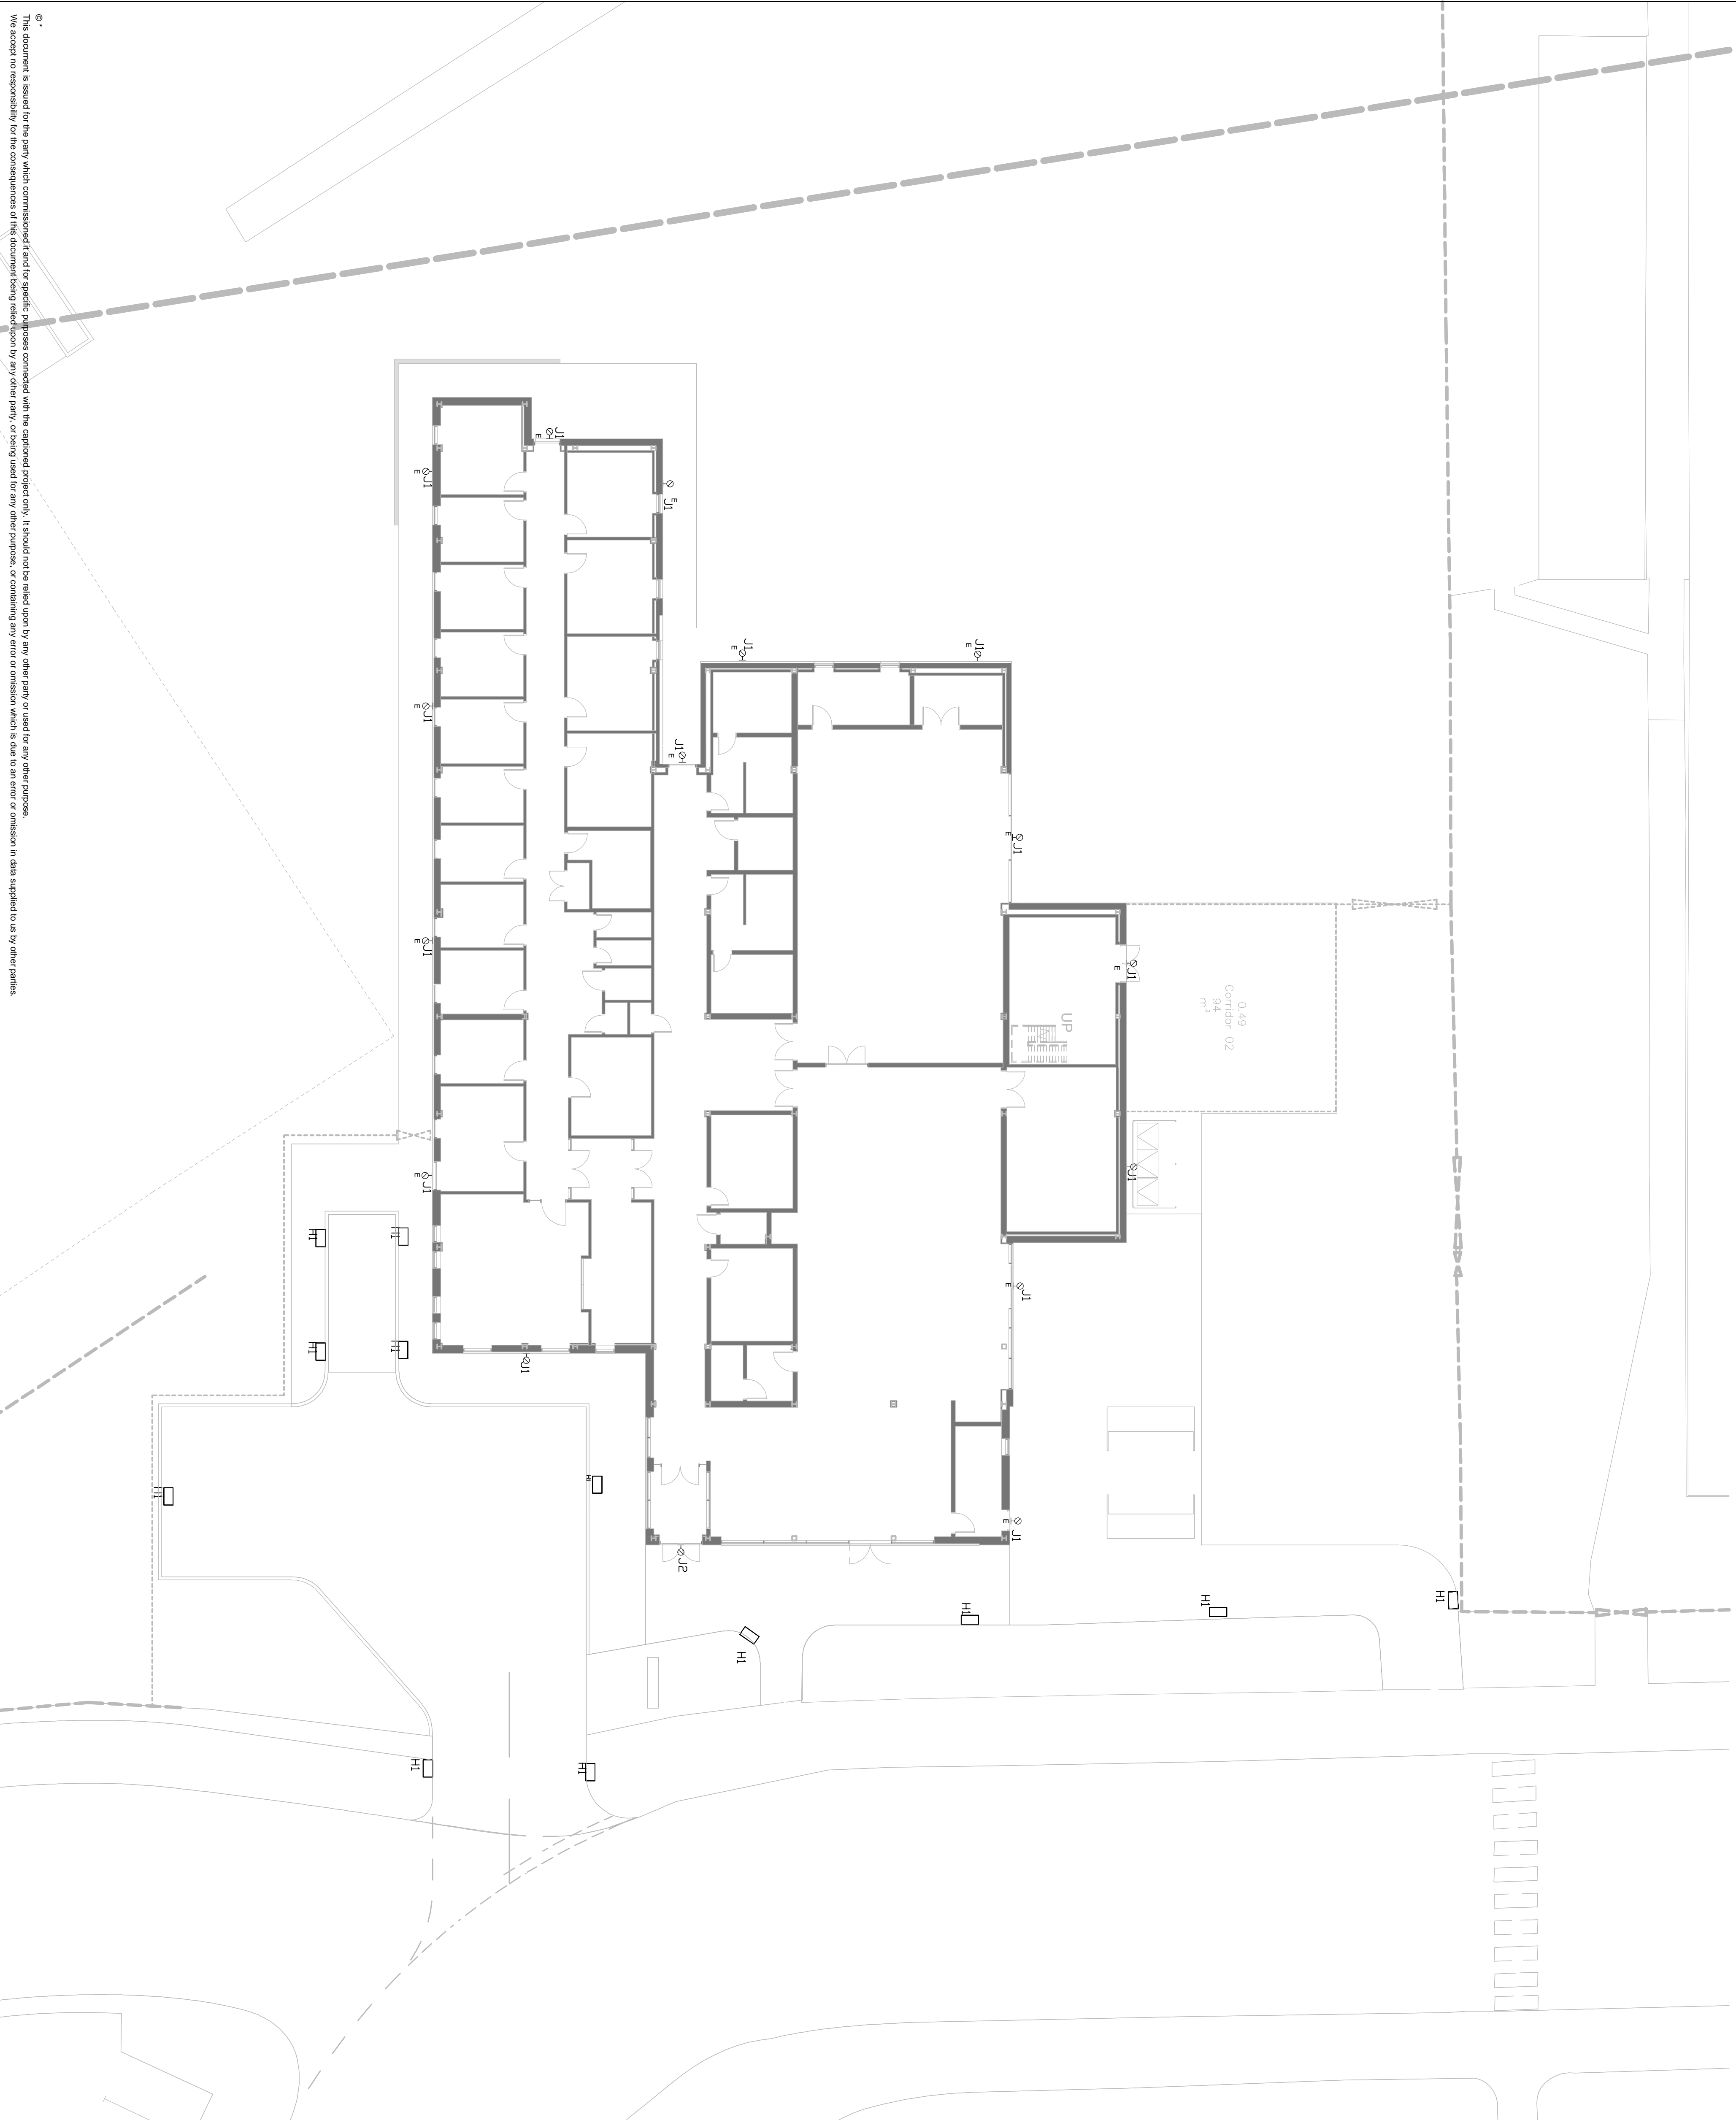 J1
E
J1
E
J1
E
J1
E
J1
J1
E
J1
E
J1
E
J1
E
J1
E
0.49
Corridor 02
94
m²
UP
J1
J1
E
H1
H1
J1
E
H1
H1
J1
H1
H1
J1
E
J2
H1
H1
H1
H1
H1
H1
© *
This document is issued for the party which commissioned it and for specific purposes connected with the captioned project only. It should not be relied upon by any other party or used for any other purpose.
We accept no responsibility for the consequences of this document being relied upon by any other party, or being used for any other purpose, or containing any error or omission which is due to an error or omission in data supplied to us by other parties.